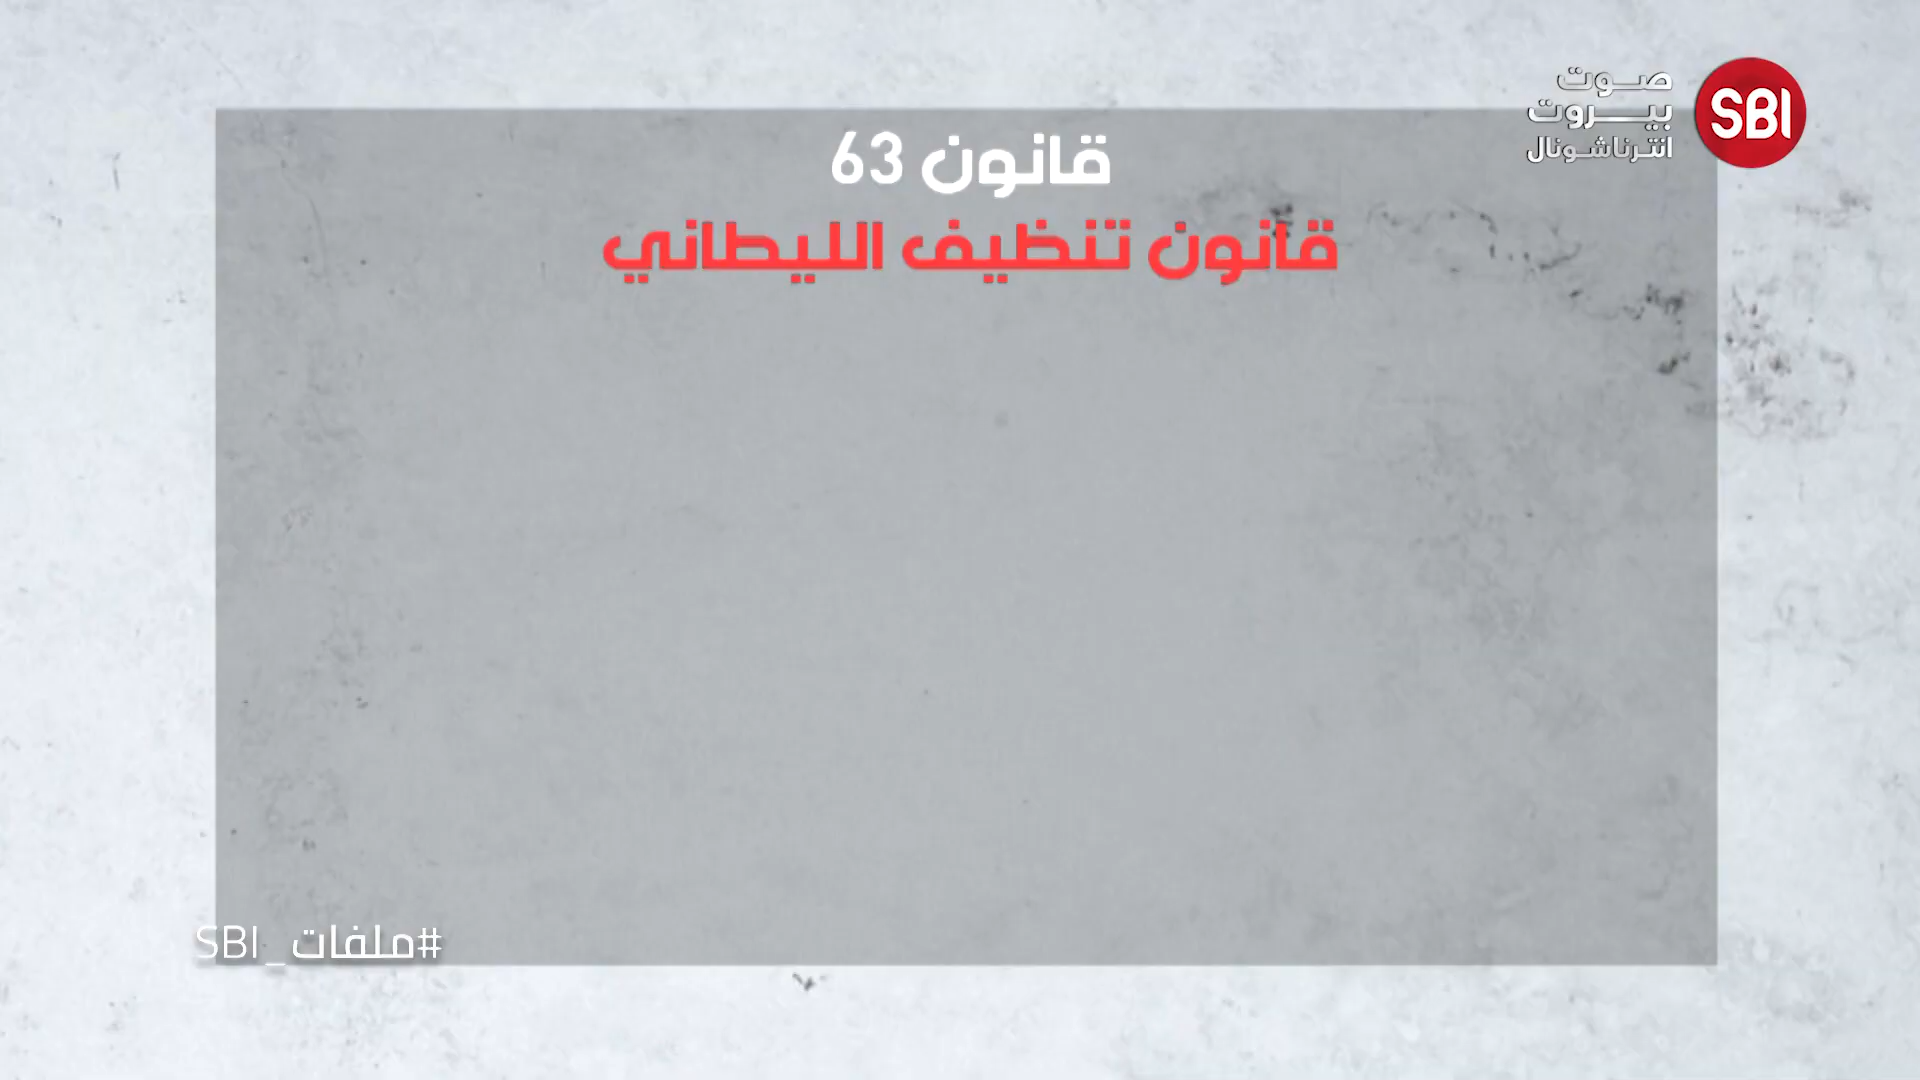 صوت
بيروت
انترناشونال
SBI
قانون 63
قانون تنظيف الليطاني
#ملفات_SBI